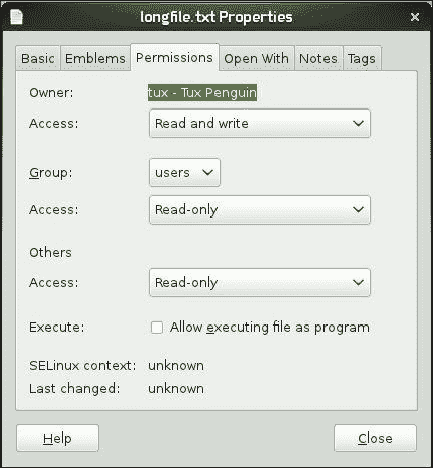 longfile.txt Properties
Basic Emblems Permissions Open With Notes Tags
Owner: tux - Tux Penguin
Access: Read and write
Group: users
Access: Read-only
Others
Access: Read-only
Execute: Allow executing file as program
SELinux context: unknown
Last changed: unknown
Help Close